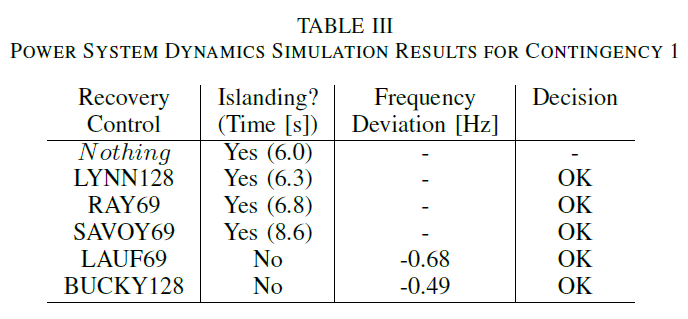 TABLE III
POWER SYSTEM DYNAMICS SIMULATION RESULTS FOR CONTINGENCY 1
Recovery Islanding? Frequency Decision
Control (Time [s]) Deviation [Hz]
Nothing Yes (6.0) - -
LYNN128 Yes (6.3) - OK
RAY69 Yes (6.8) - OK
SAVOY69 Yes (8.6) - OK
LAUF69 No -0.68 OK
BUCKY128 No -0.49 OK